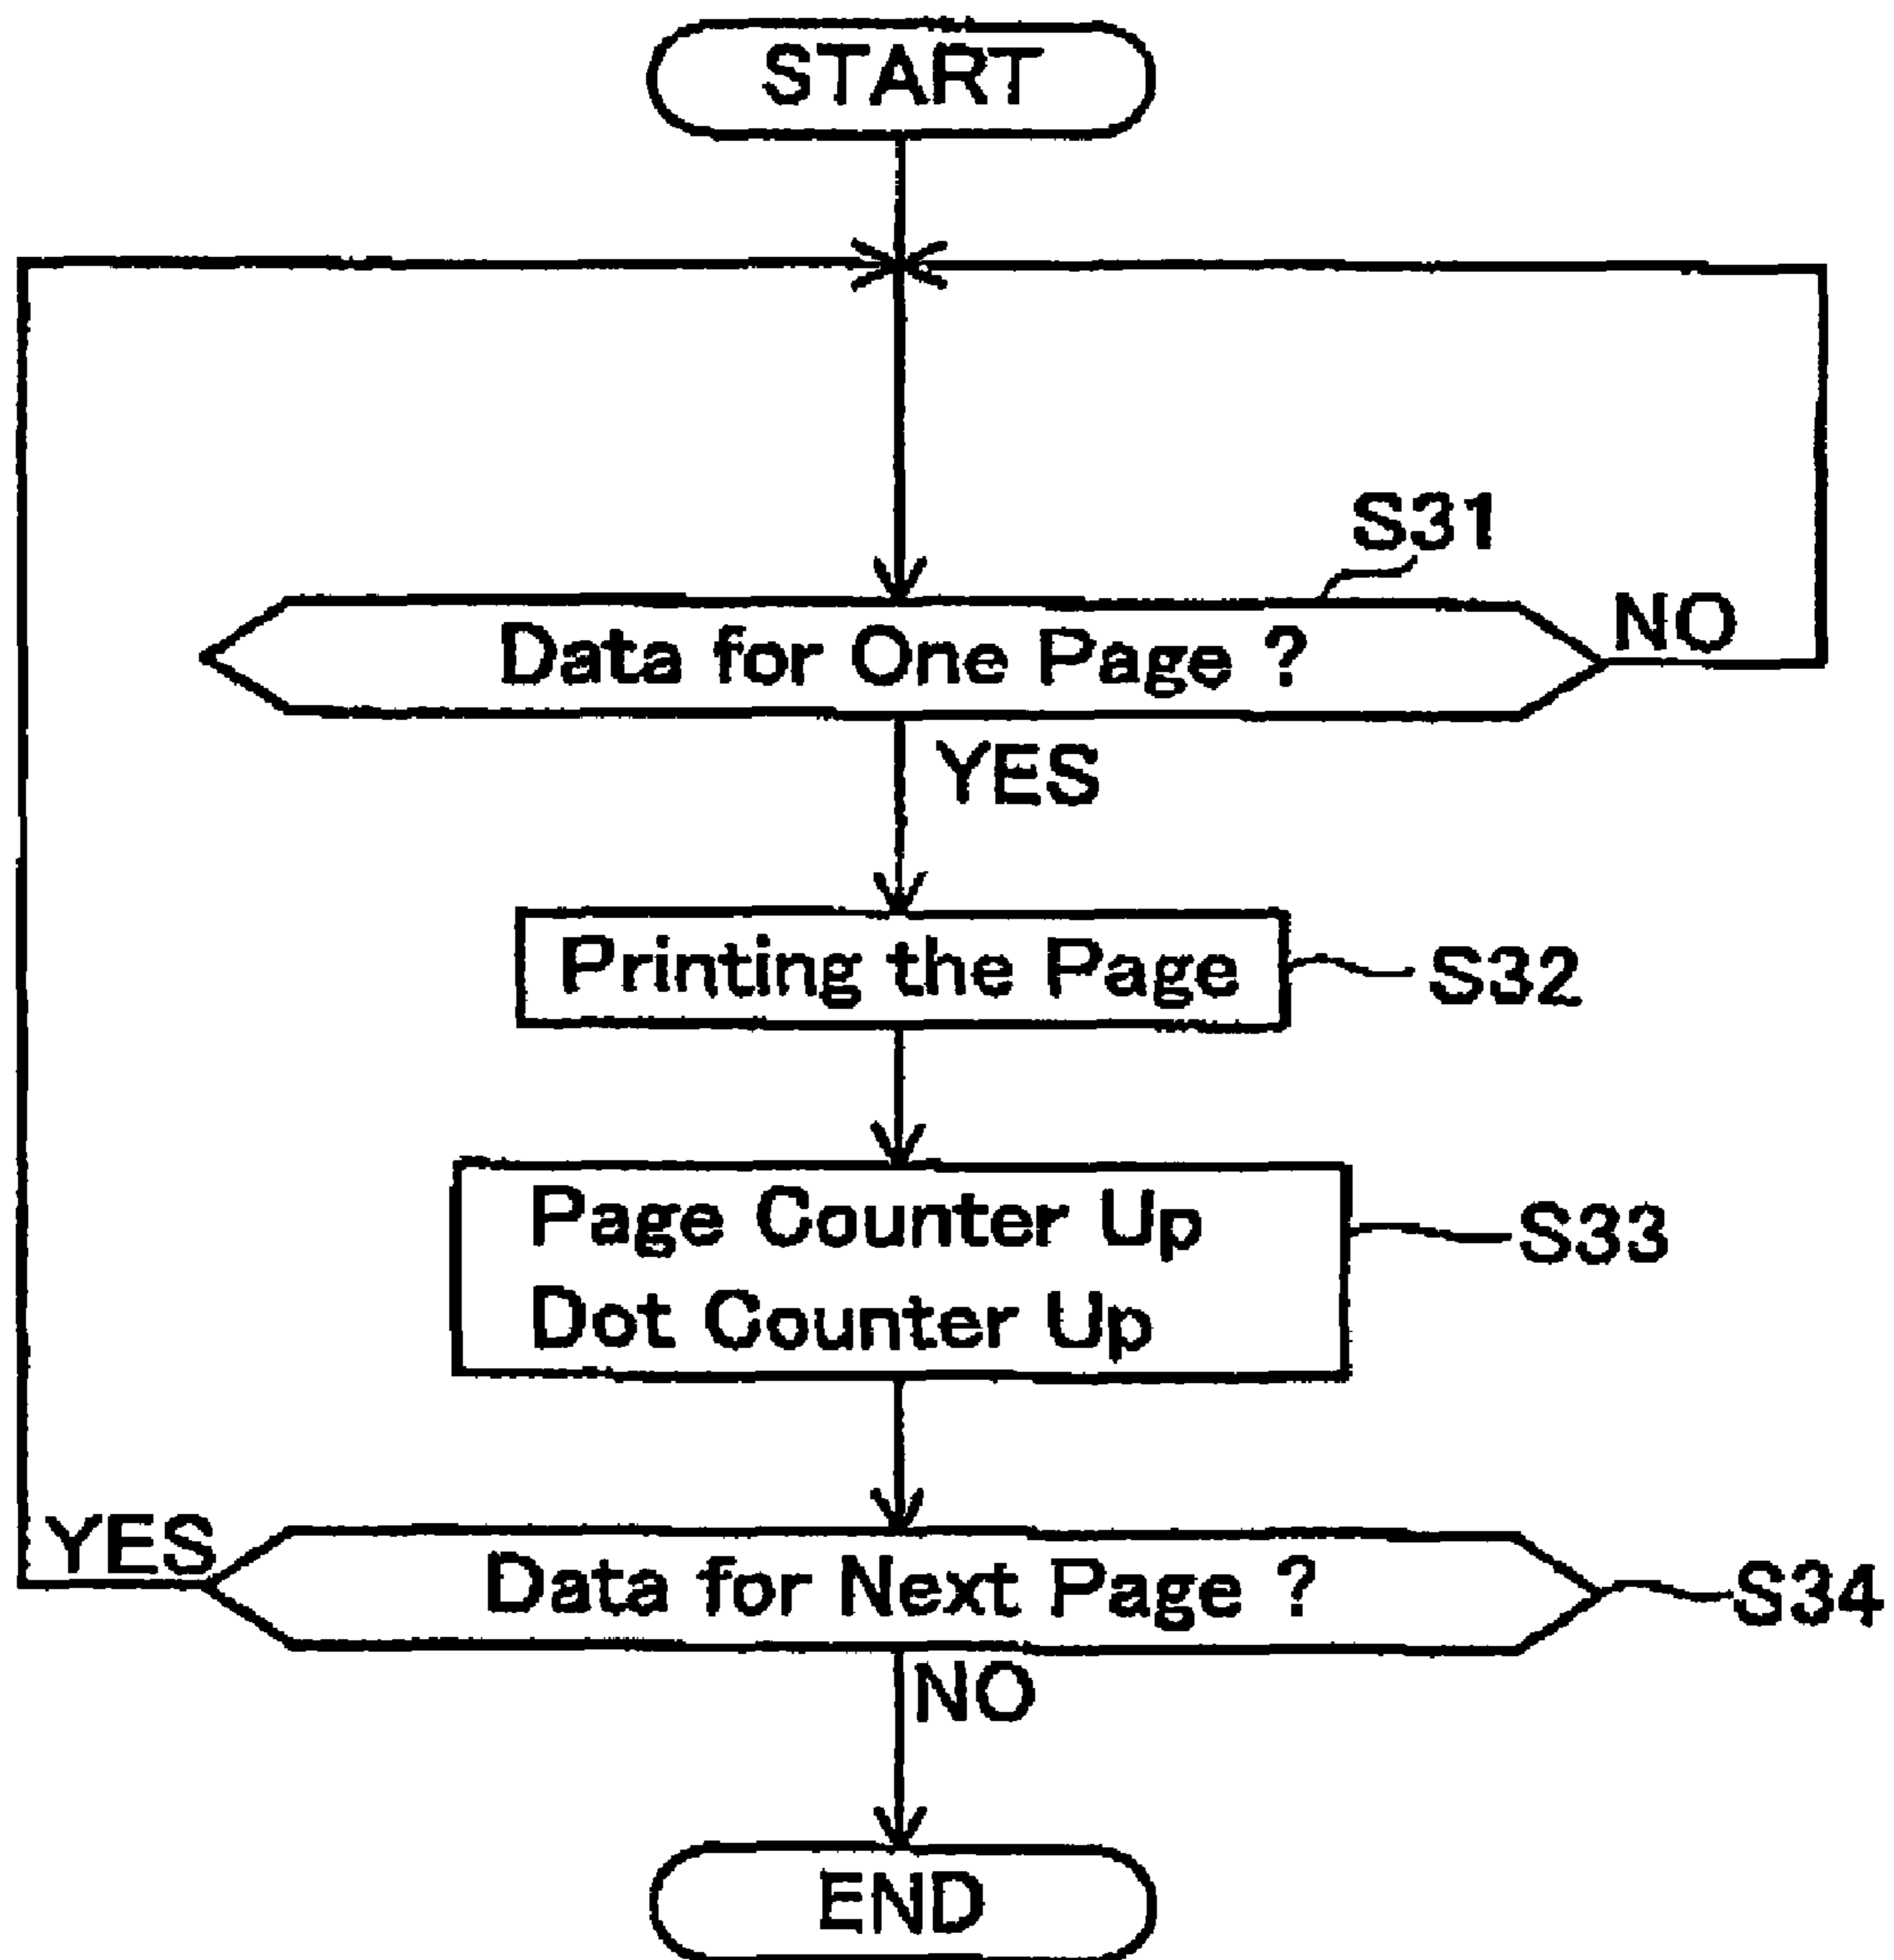 START
S31
Data for One Page ?
NO
YES
Printing the Page
S32
Page Counter Up
Dot Counter Up
S33
YES
Data for Next Page ?
S34
NO
END